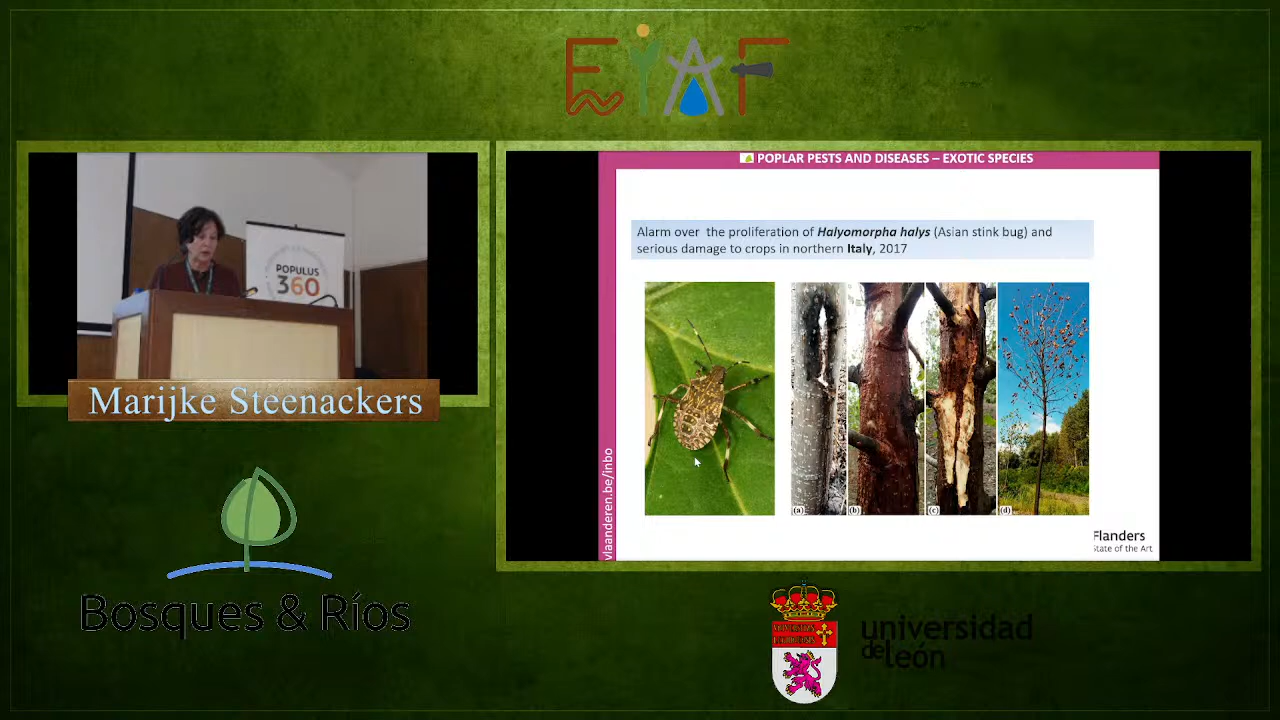 EIAF
POPLAR PESTS AND DISEASES – EXOTIC SPECIES
Alarm over the proliferation of Halyomorpha halys (Asian stink bug) and
serious damage to crops in northern Italy, 2017
POPULUS
360
vlaanderen.be/inbo
(a)
(b)
(c)
(d)
Flanders
State of the Art
Marijke Steenackers
Bosques & Ríos
universidad
de león